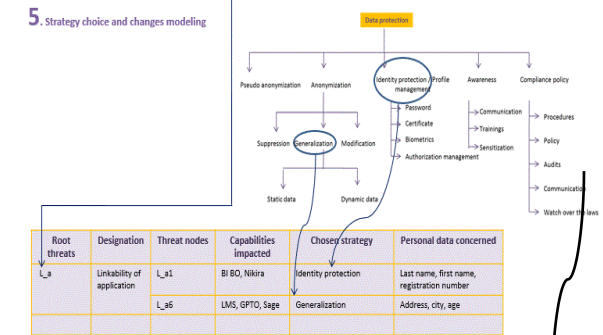 5. Strategy choice and changes modeling
Data protection
Pseudo anonymization
Anonymization
Identity protection / Profile
management
Awareness
Compliance policy
Suppression
Generalization
Modification
Static data
Dynamic data
Password
Certificate
Biometrics
Authorization management
Communication
Trainings
Sensitization
Procedures
Policy
Audits
Communication
Watch over the laws
Root
threats
Designation
Threat nodes
Capabilities
impacted
Chosen strategy
Personal data concerned
L_a
Linkability of
application
L_a1
BI BO, Nikira
Identity protection
Last name, first name,
registration number
L_a6
LMS, GPTO, Sage
Generalization
Address, city, age